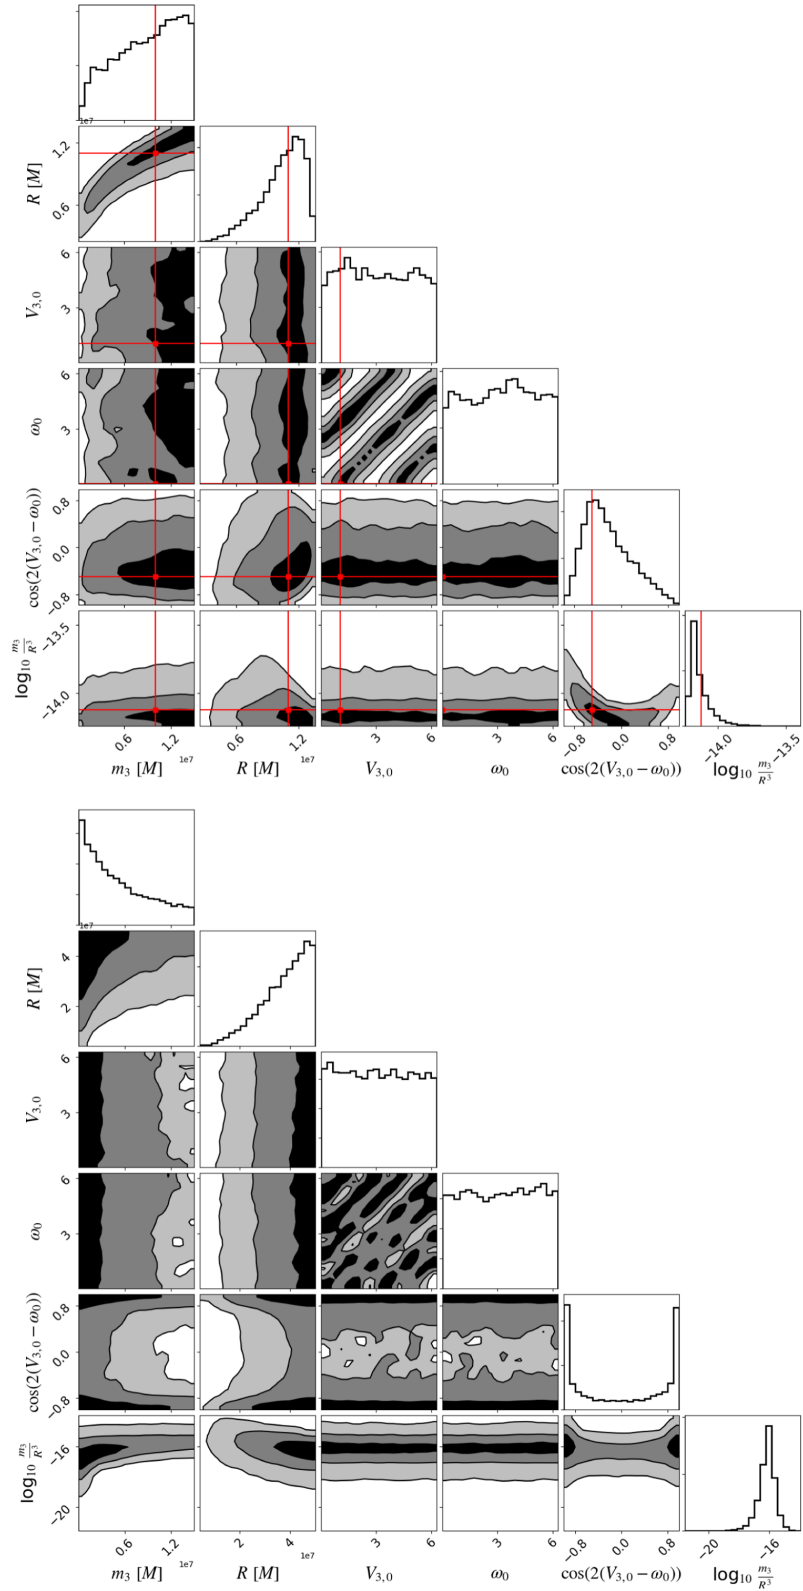 1e7
R [M]
1.2
0.6
V₃,₀
6
3
ω₀
6
3
cos(2(V₃,₀ − ω₀))
0.8
0.0
−0.8
log₁₀ m₃/R³
−13.5
−14.0
0.6 1.2 0.6 1.2 3 6 3 6 −0.8 0.0 0.8 −14.0 −13.5
1e7 1e7
m₃ [M] R [M] V₃,₀ ω₀ cos(2(V₃,₀ − ω₀)) log₁₀ m₃/R³
1e7
R [M]
4
2
V₃,₀
6
3
ω₀
6
3
cos(2(V₃,₀ − ω₀))
0.8
0.0
−0.8
log₁₀ m₃/R³
−16
−20
0.6 1.2 2 4 3 6 3 6 −0.8 0.0 0.8 −20 −16
1e7 1e7
m₃ [M] R [M] V₃,₀ ω₀ cos(2(V₃,₀ − ω₀)) log₁₀ m₃/R³